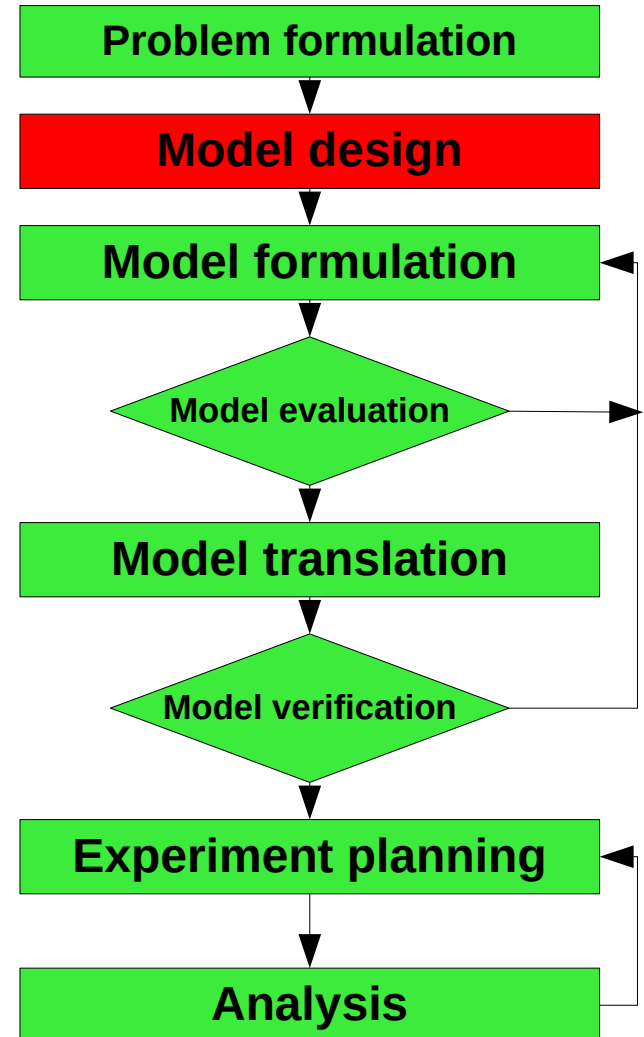 Problem formulation
Model design
Model formulation
Model evaluation
Model translation
Model verification
Experiment planning
Analysis